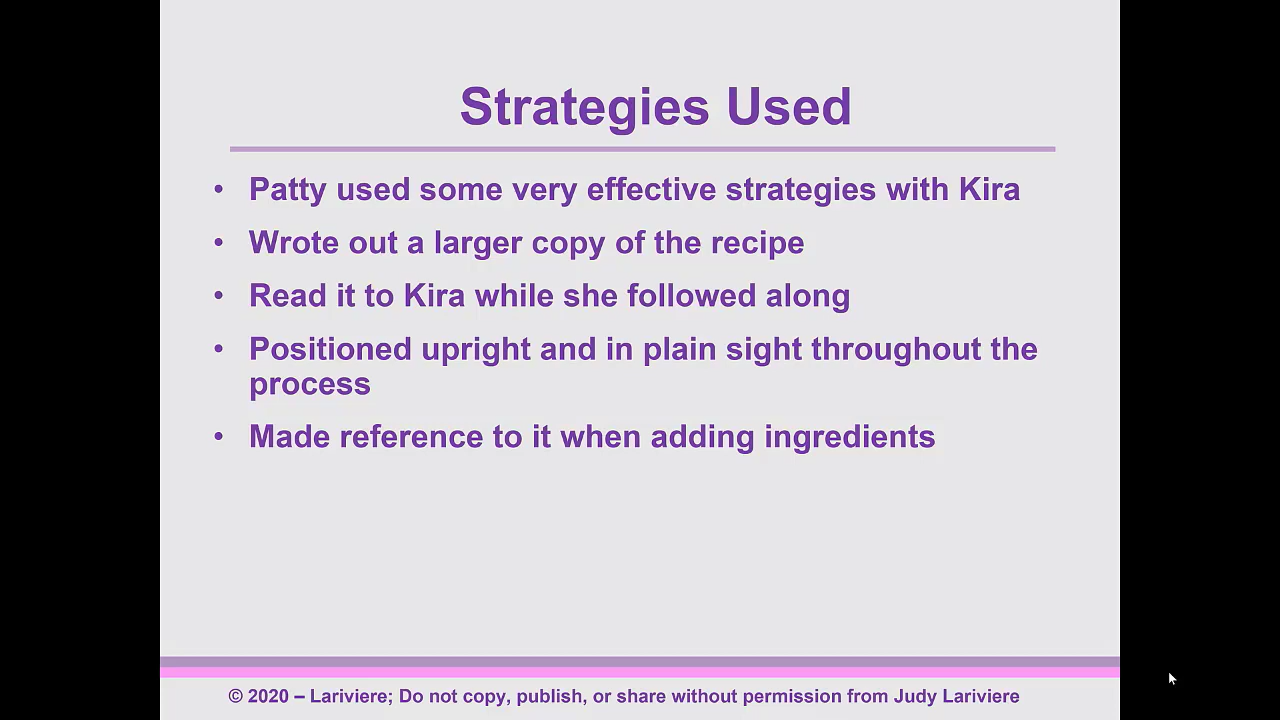 Strategies Used
• Patty used some very effective strategies with Kira
• Wrote out a larger copy of the recipe
• Read it to Kira while she followed along
• Positioned upright and in plain sight throughout the
process
• Made reference to it when adding ingredients
© 2020 – Lariviere; Do not copy, publish, or share without permission from Judy Lariviere